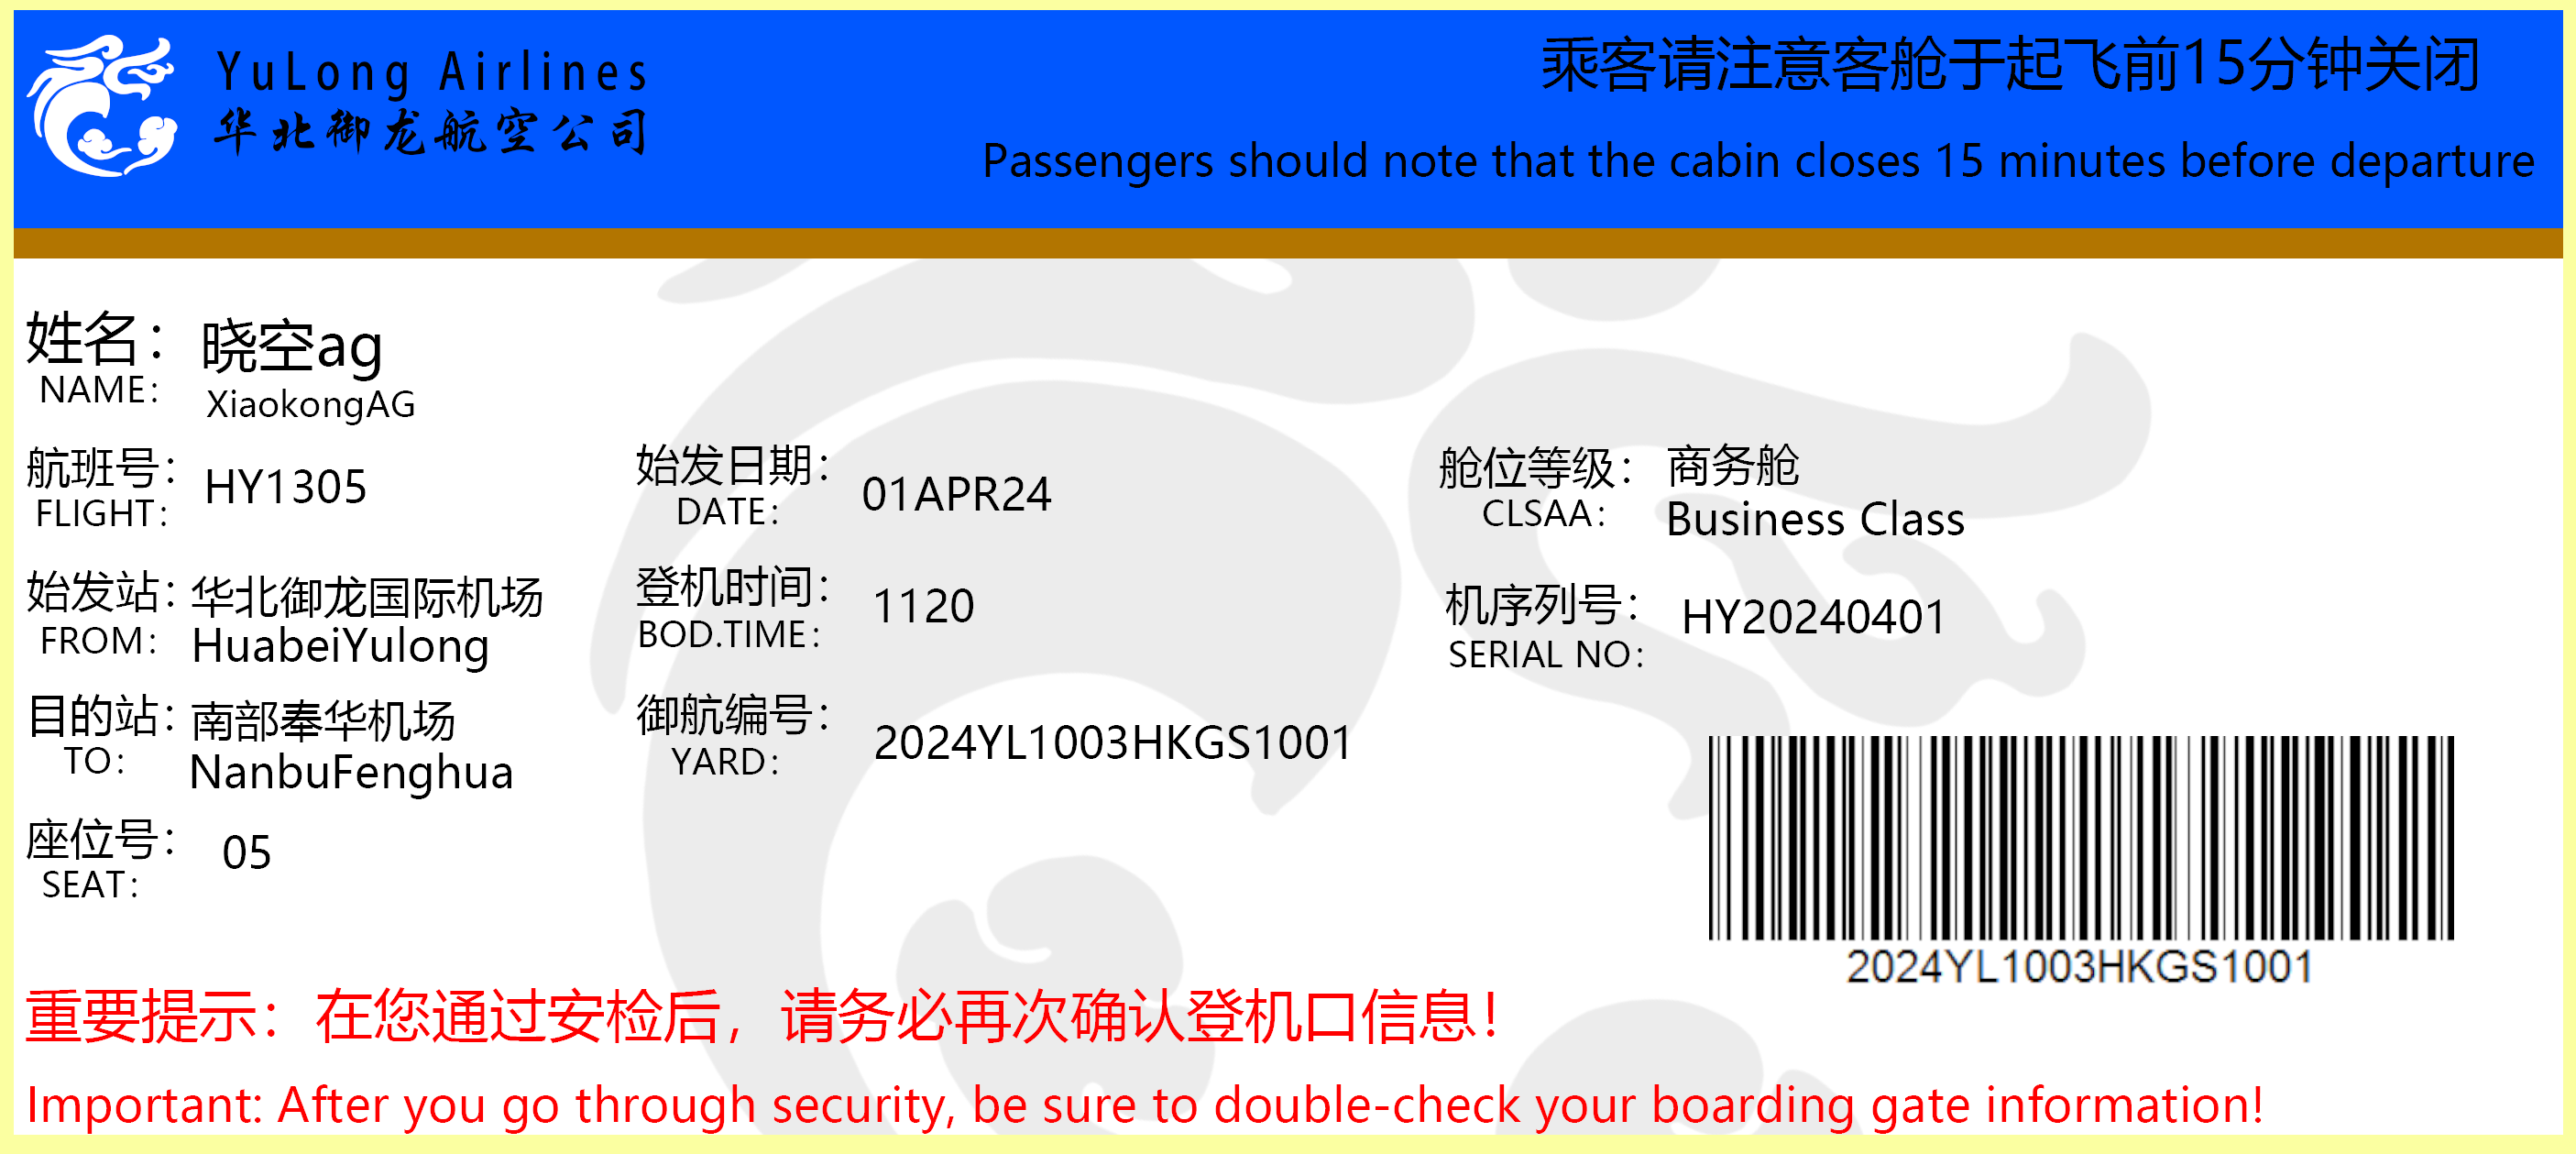 YuLong Airlines
华北御龙航空公司
乘客请注意客舱于起飞前15分钟关闭
Passengers should note that the cabin closes 15 minutes before departure
姓名： 晓空ag
NAME: XiaokongAG
航班号： HY1305
FLIGHT:
始发日期： 01APR24
DATE:
舱位等级： 商务舱
CLSAA: Business Class
始发站： 华北御龙国际机场
FROM: HuabeiYulong
登机时间： 1120
BOD.TIME:
机序列号： HY20240401
SERIAL NO:
目的站： 南部奉华机场
TO: NanbuFenghua
御航编号： 2024YL1003HKGS1001
YARD:
座位号： 05
SEAT:
2024YL1003HKGS1001
重要提示：在您通过安检后，请务必再次确认登机口信息！
Important: After you go through security, be sure to double-check your boarding gate information!